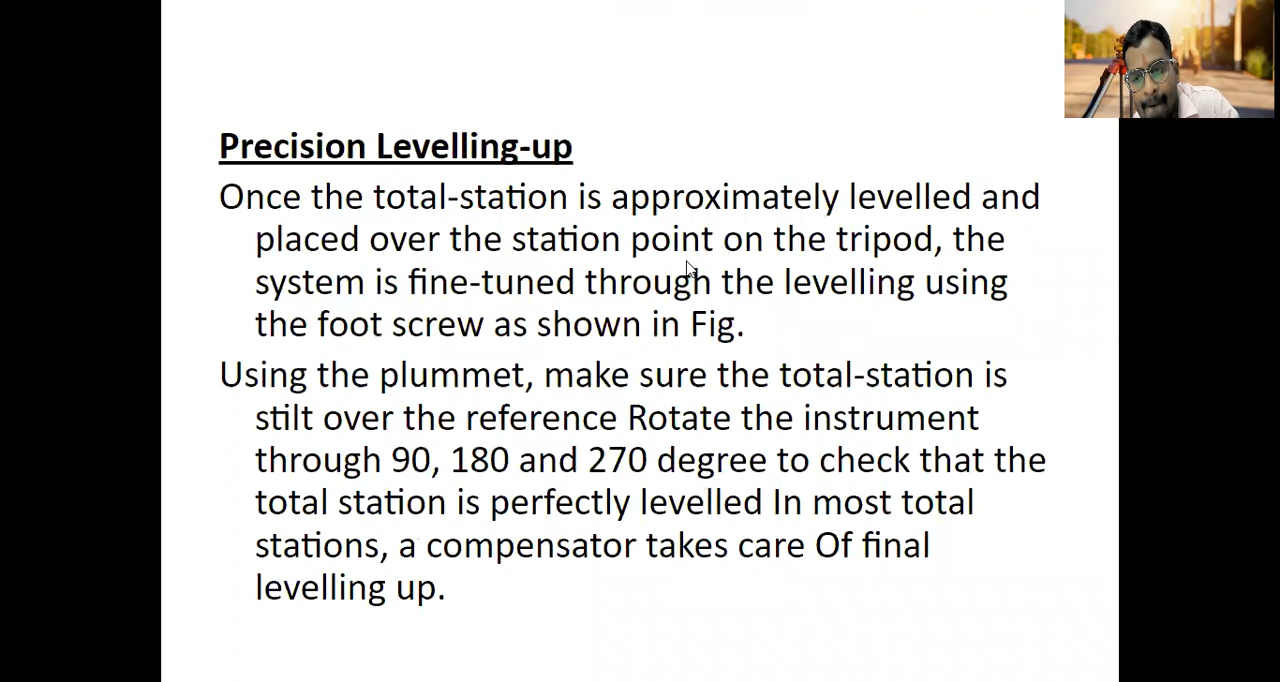 Precision Levelling-up
Once the total-station is approximately levelled and
placed over the station point on the tripod, the
system is fine-tuned through the levelling using
the foot screw as shown in Fig.
Using the plummet, make sure the total-station is
stilt over the reference Rotate the instrument
through 90, 180 and 270 degree to check that the
total station is perfectly levelled In most total
stations, a compensator takes care Of final
levelling up.